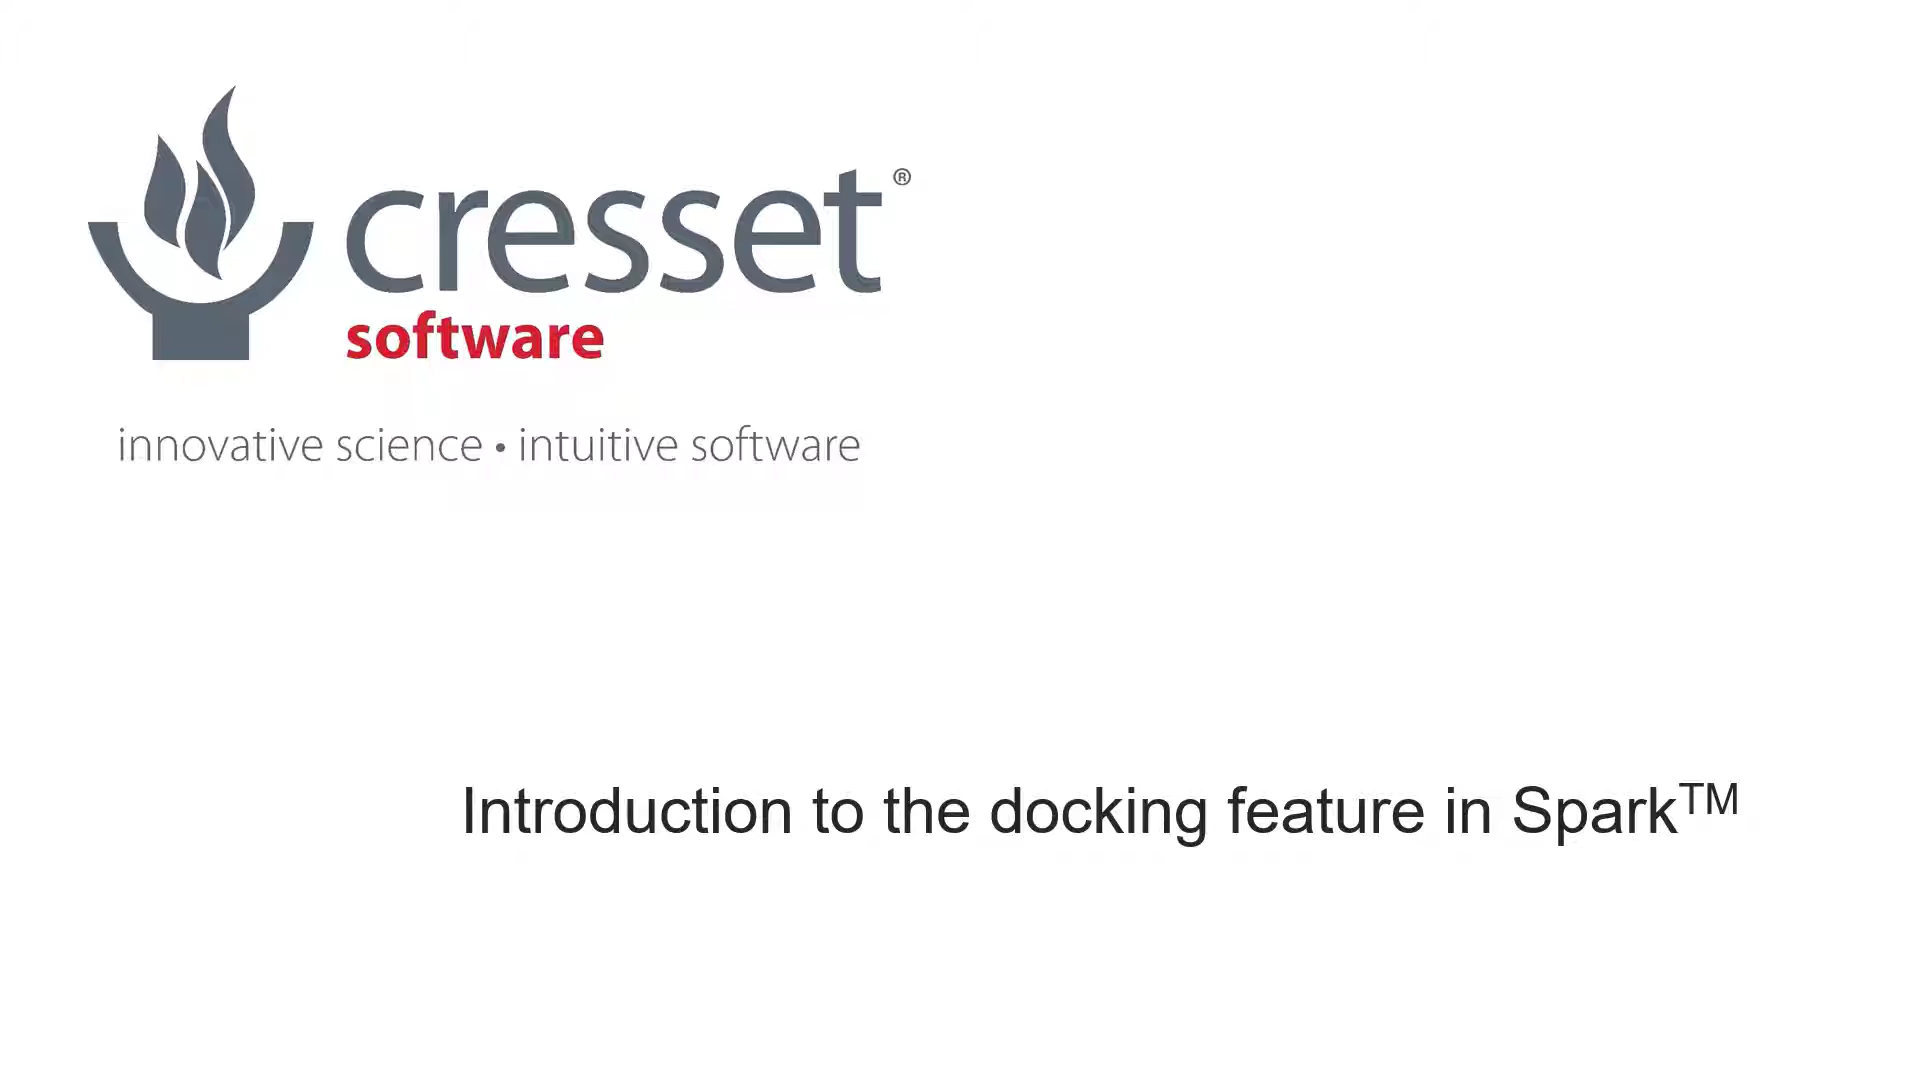 cresset®
software
innovative science • intuitive software
Introduction to the docking feature in Spark™